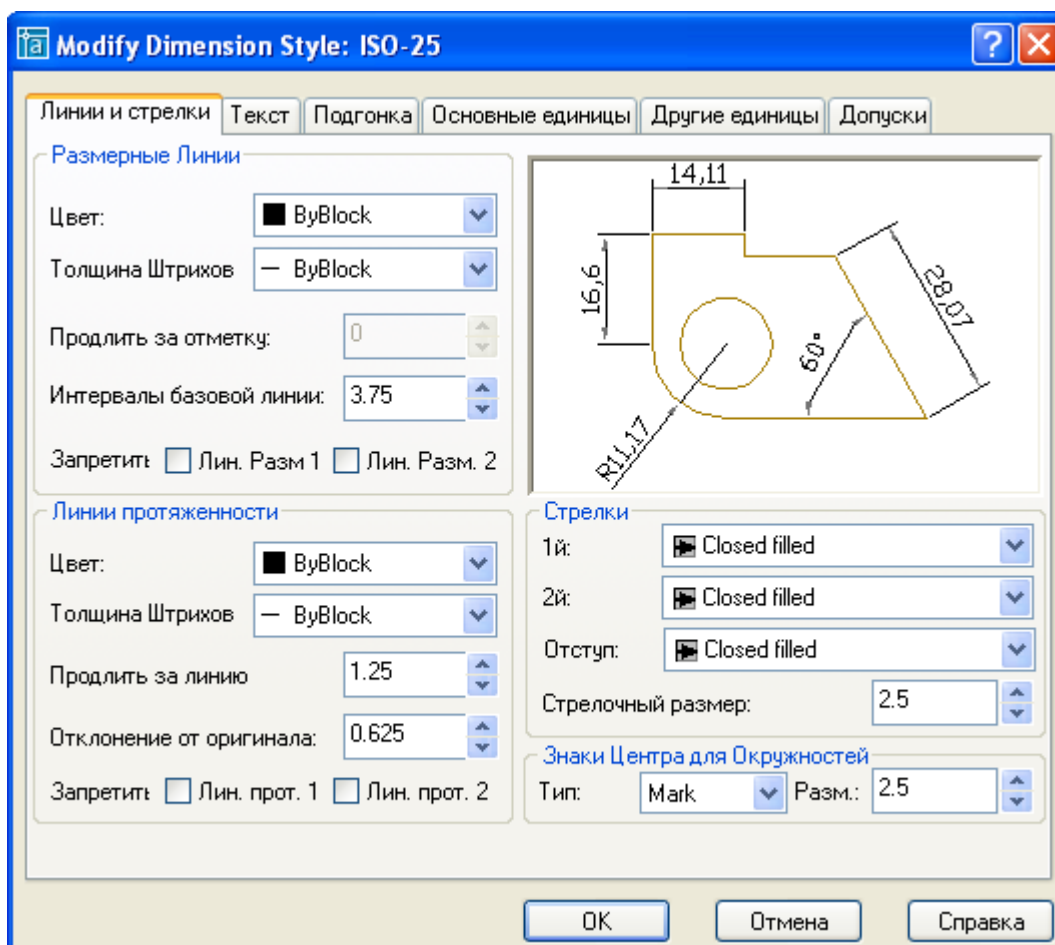 Modify Dimension Style: ISO-25
Линии и стрелки Текст Подгонка Основные единицы Другие единицы Допуски
Размерные Линии
Цвет: ByBlock
Толщина Штрихов ByBlock
Продлить за отметку: 0
Интервалы базовой линии: 3.75
Запретить Лин. Разм 1 Лин. Разм. 2
14,11
16,6
28,07
60°
R11,17
Линии протяженности
Цвет: ByBlock
Толщина Штрихов ByBlock
Продлить за линию 1.25
Отклонение от оригинала: 0.625
Запретить Лин. прот. 1 Лин. прот. 2
Стрелки
1й: Closed filled
2й: Closed filled
Отступ: Closed filled
Стрелочный размер: 2.5
Знаки Центра для Окружностей
Тип: Mark Разм.: 2.5
OK Отмена Справка